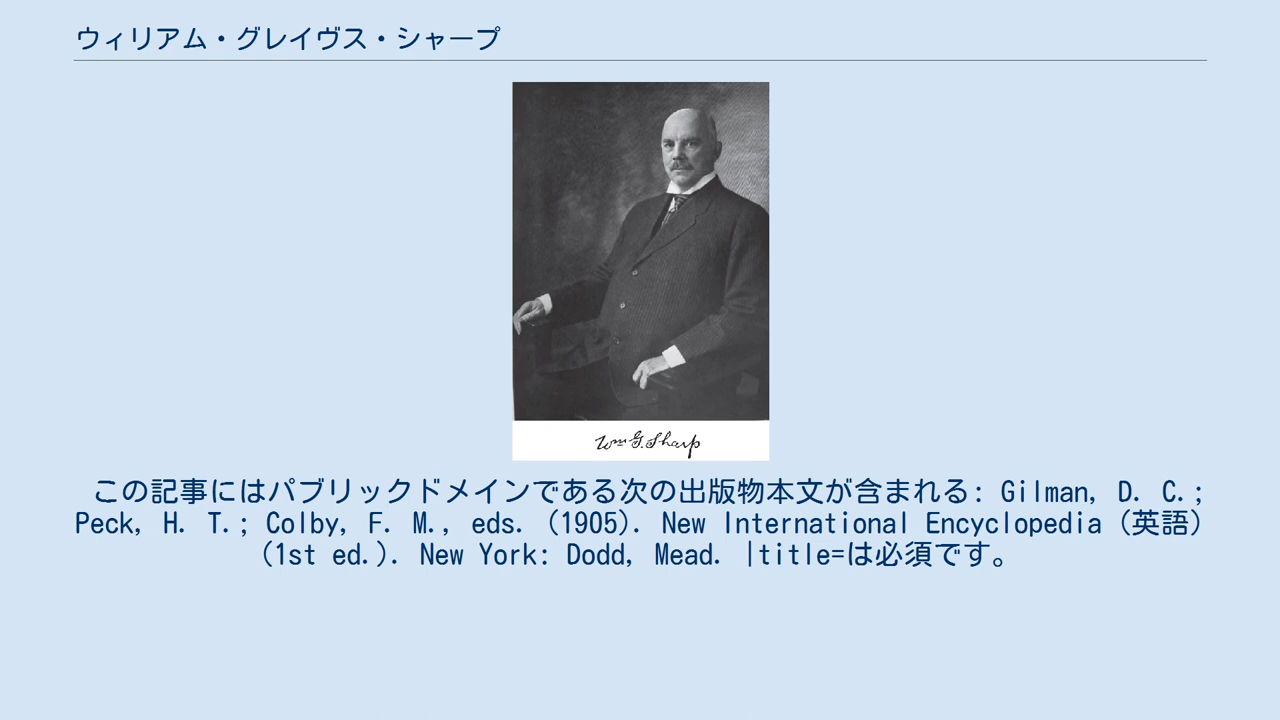 ウィリアム・グレイヴス・シャープ
Wm G. Sharp
この記事にはパブリックドメインである次の出版物本文が含まれる: Gilman, D. C.;
Peck, H. T.; Colby, F. M., eds. (1905). New International Encyclopedia (英語)
(1st ed.). New York: Dodd, Mead. |title=は必須です。